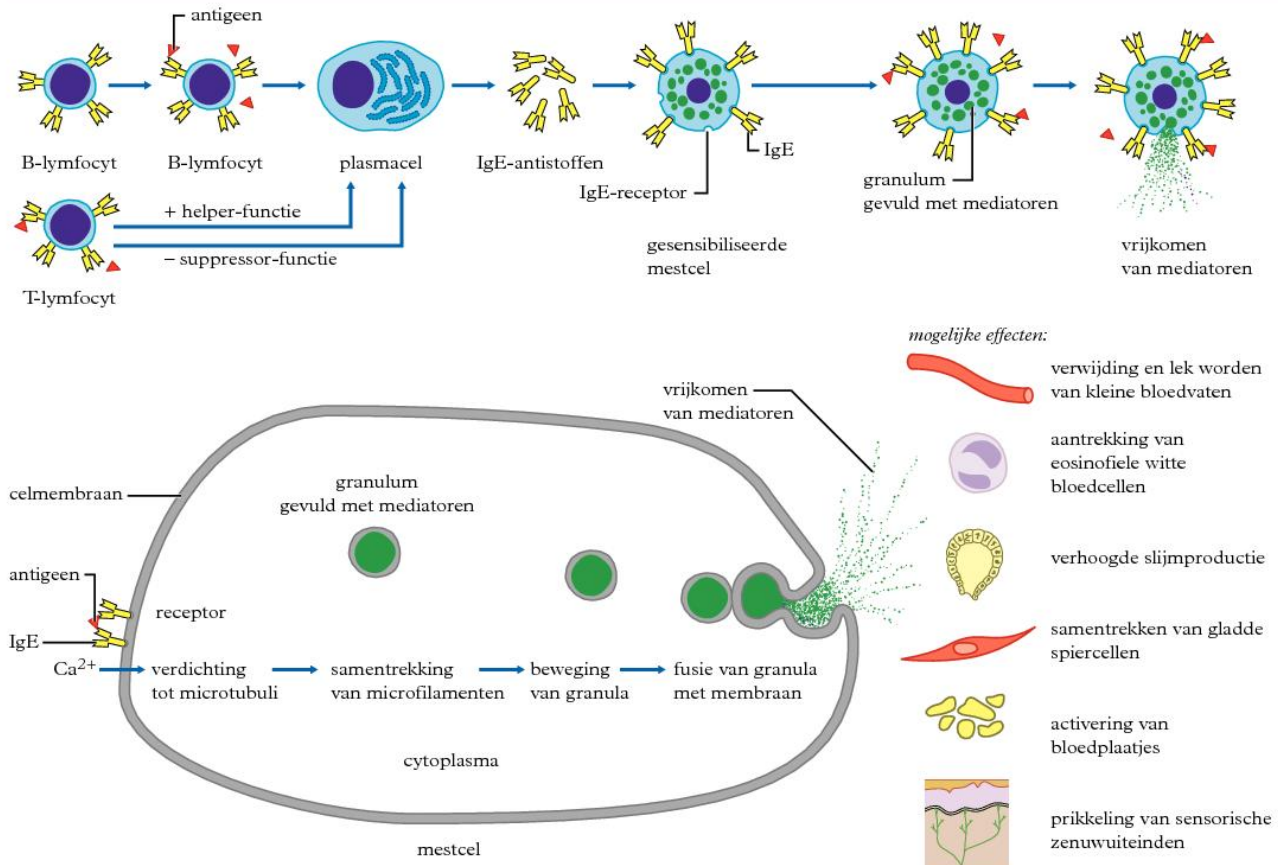 antigeen
B-lymfocyt
B-lymfocyt
plasmacel
IgE-antistoffen
IgE
IgE-receptor
granulum
gevuld met mediatoren
+ helper-functie
– suppressor-functie
T-lymfocyt
gesensibiliseerde
mestcel
vrijkomen
van mediatoren
mogelijke effecten:
verwijding en lek worden
van kleine bloedvaten
vrijkomen
van mediatoren
aantrekking van
eosinofiele witte
bloedcellen
celmembraan
granulum
gevuld met mediatoren
verhoogde slijmproductie
antigeen
receptor
IgE
samentrekken van gladde
spiercellen
Ca2+
verdichting
tot microtubuli
samentrekking
van microfilamenten
beweging
van granula
fusie van granula
met membraan
activering van
bloedplaatjes
cytoplasma
prikkeling van sensorische
zenuwuiteinden
mestcel